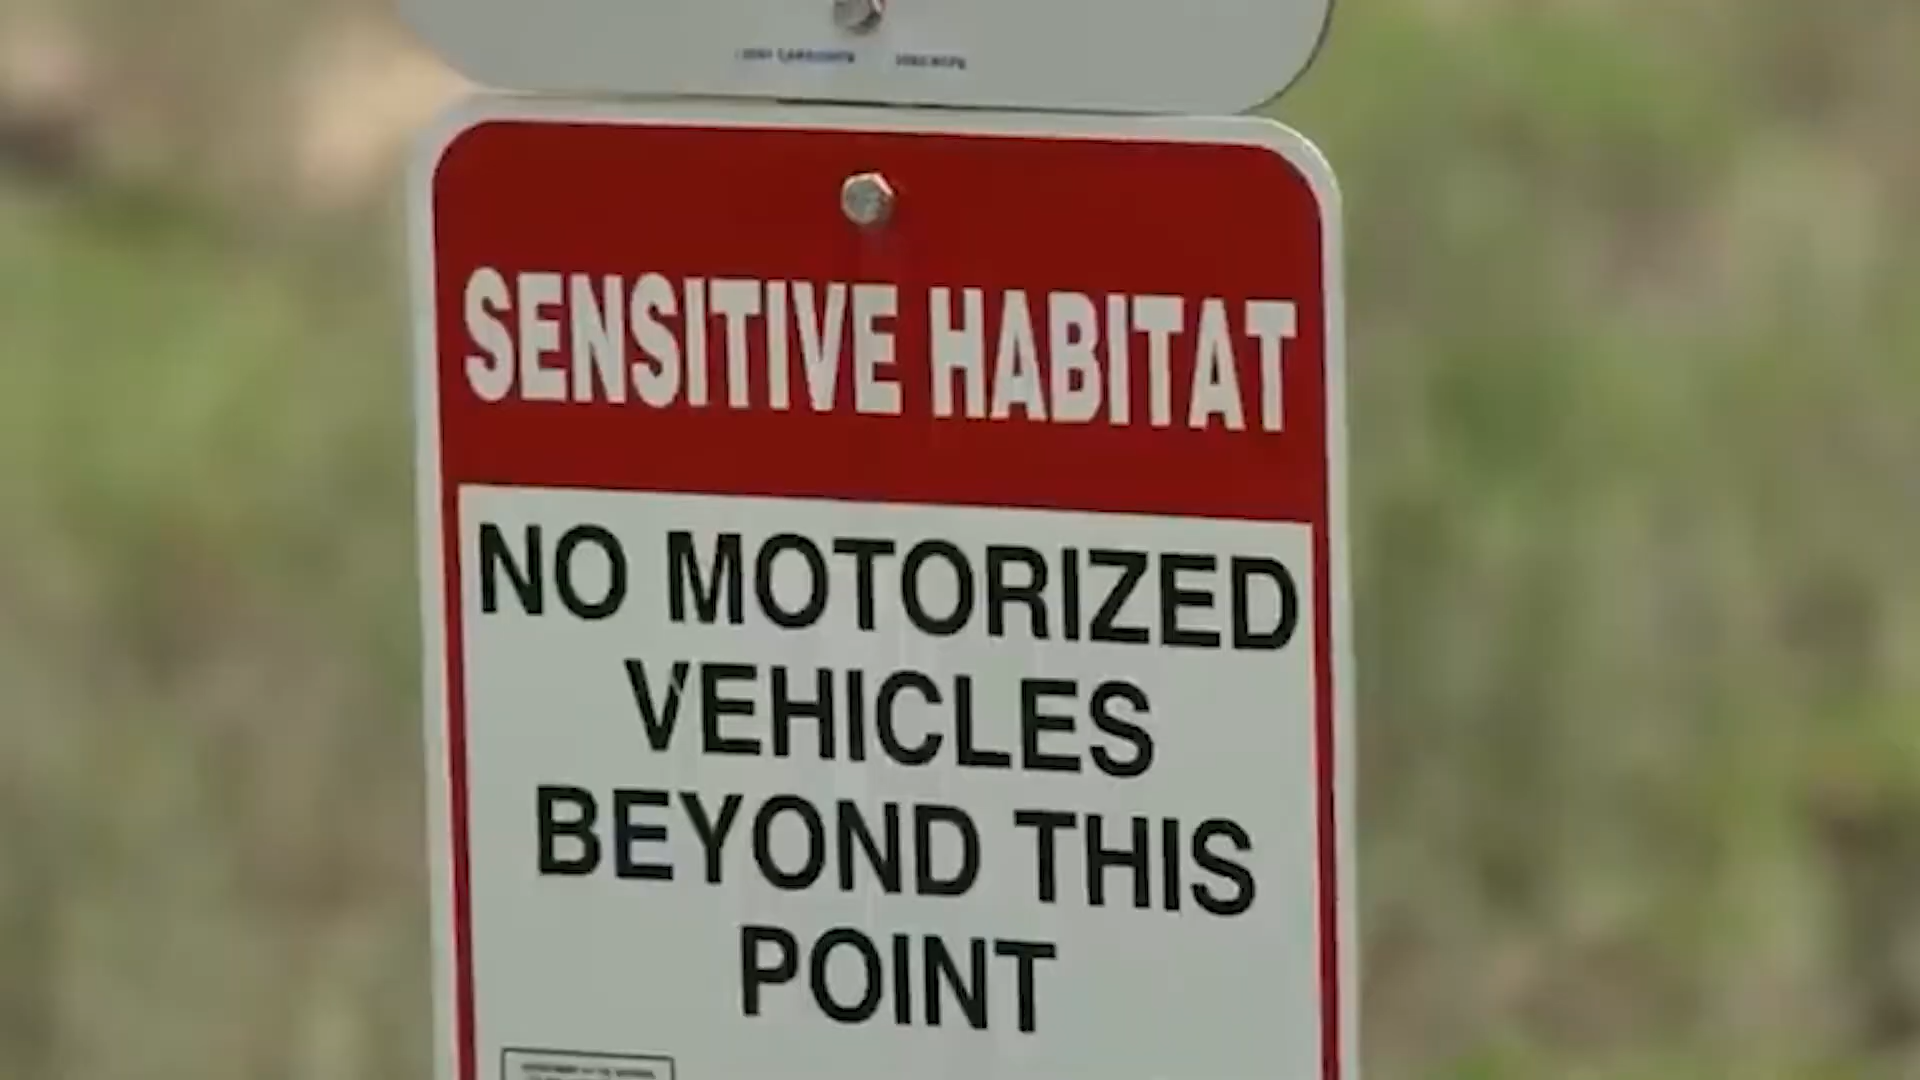 SENSITIVE HABITAT
NO MOTORIZED
VEHICLES
BEYOND THIS
POINT